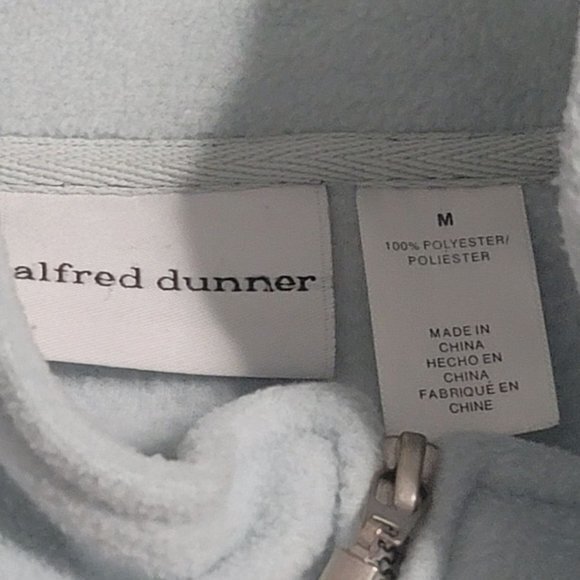 alfred dunner
M
100% POLYESTER/
POLIESTER
MADE IN
CHINA
HECHO EN
CHINA
FABRIQUÉ EN
CHINE